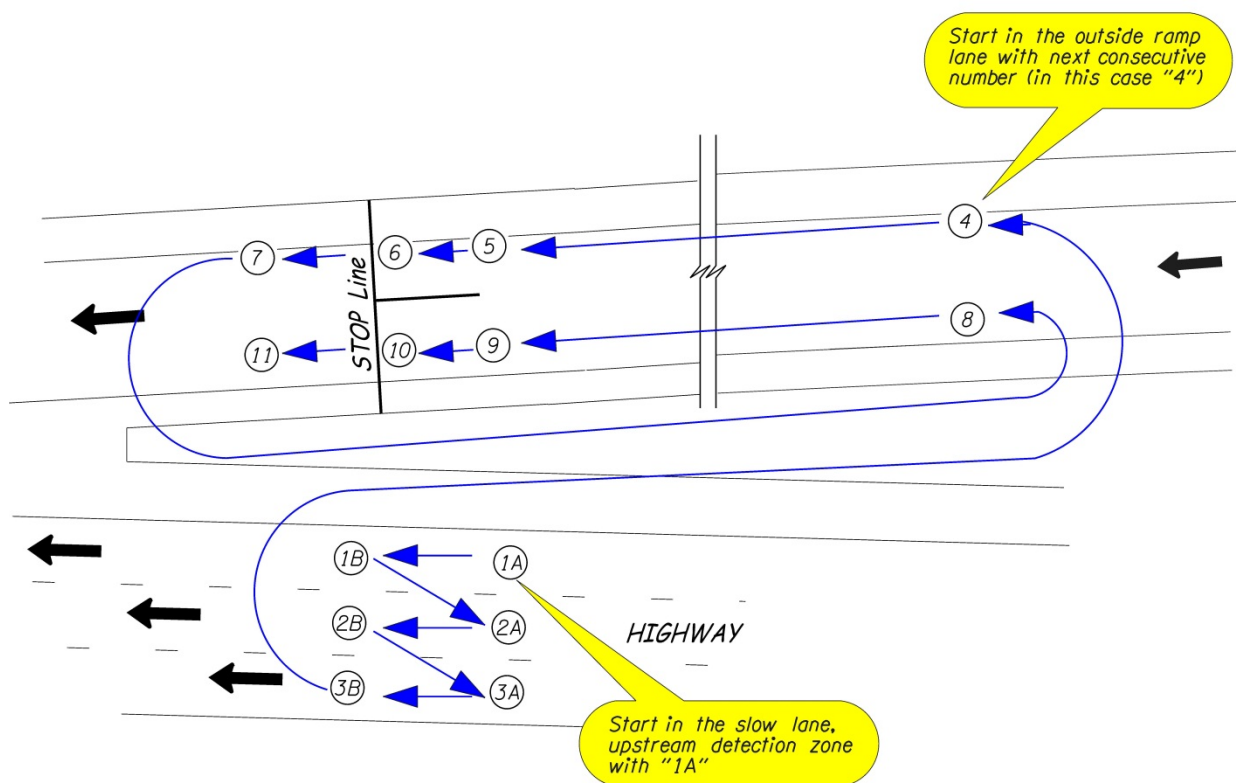 Start in the outside ramp
lane with next consecutive
number (in this case "4")
4
5
6
7
STOP Line
8
9
10
11
1B
1A
2B
2A
HIGHWAY
3B
3A
Start in the slow lane,
upstream detection zone
with "1A"